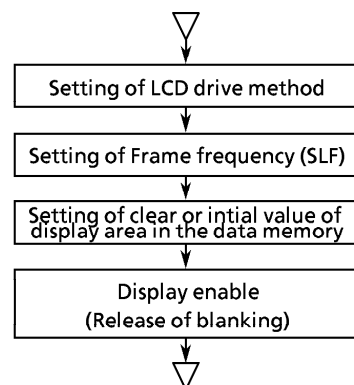 Setting of LCD drive method
Setting of Frame frequency (SLF)
Setting of clear or intial value of
display area in the data memory
Display enable
(Release of blanking)